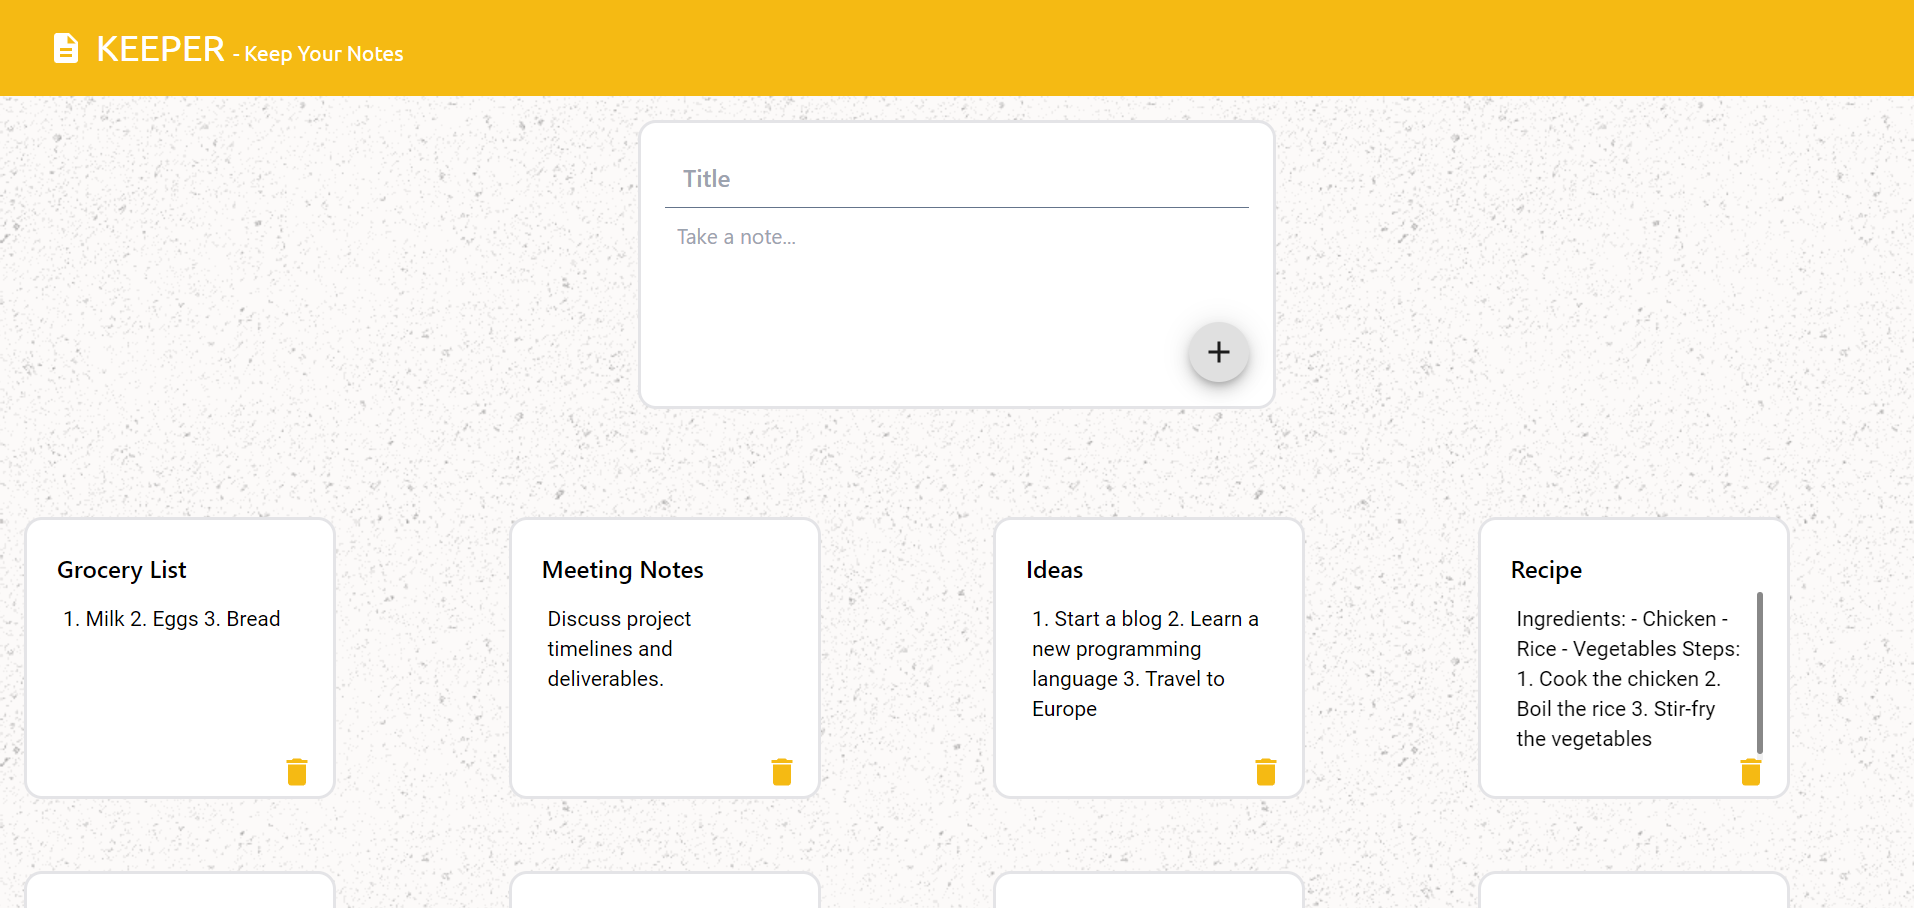 KEEPER - Keep Your Notes
Title
Take a note...
Grocery List
1. Milk 2. Eggs 3. Bread
Meeting Notes
Discuss project
timelines and
deliverables.
Ideas
1. Start a blog 2. Learn a
new programming
language 3. Travel to
Europe
Recipe
Ingredients: - Chicken -
Rice - Vegetables Steps:
1. Cook the chicken 2.
Boil the rice 3. Stir-fry
the vegetables